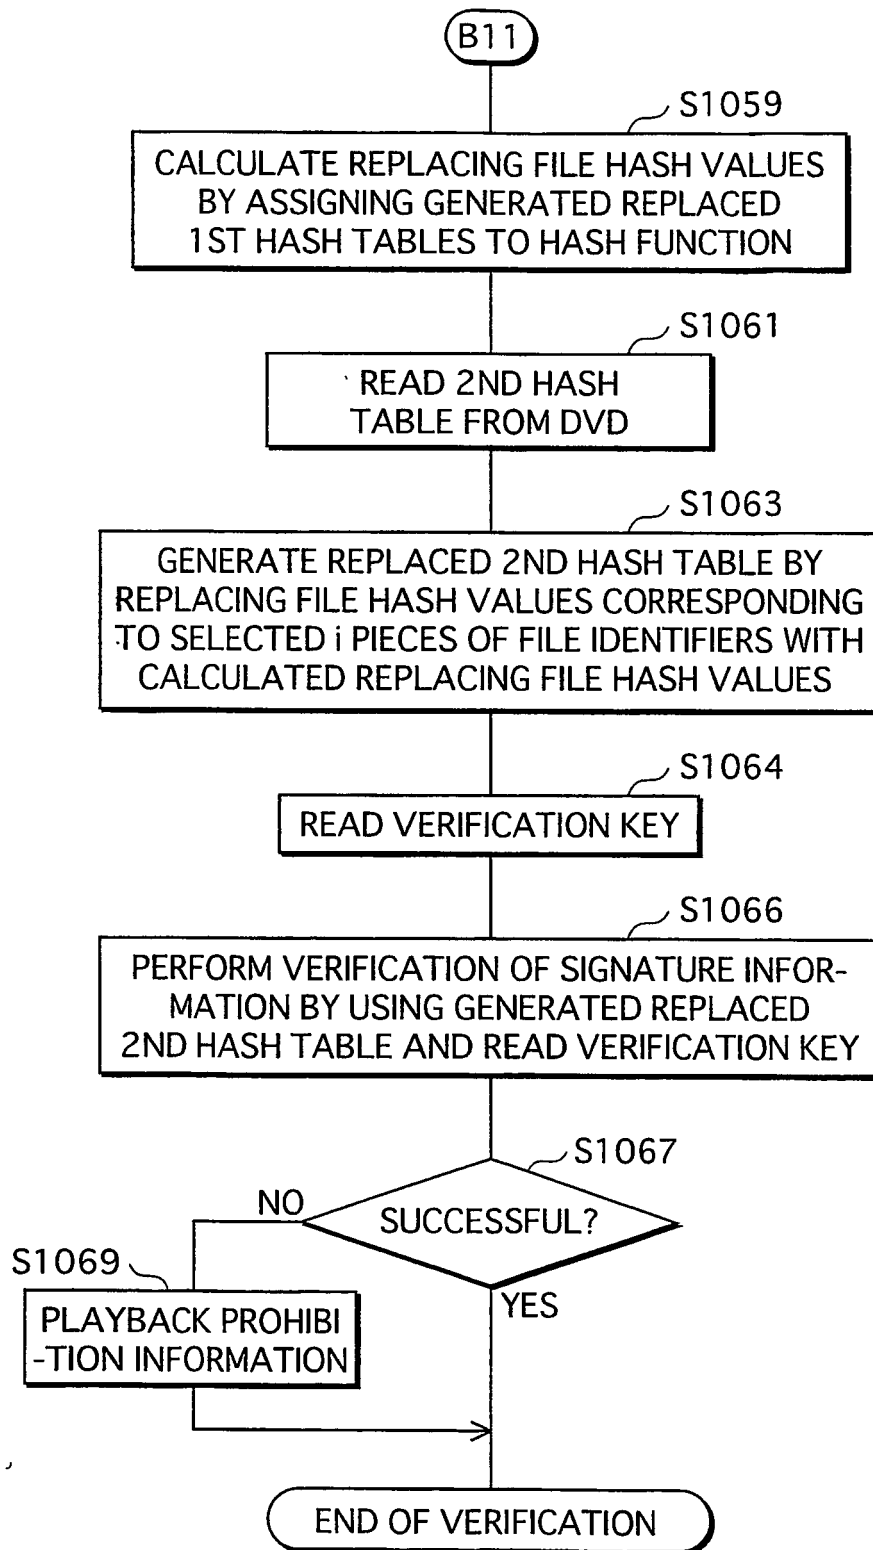 B11
S1059
CALCULATE REPLACING FILE HASH VALUES
BY ASSIGNING GENERATED REPLACED
1ST HASH TABLES TO HASH FUNCTION
S1061
READ 2ND HASH
TABLE FROM DVD
S1063
GENERATE REPLACED 2ND HASH TABLE BY
REPLACING FILE HASH VALUES CORRESPONDING
TO SELECTED i PIECES OF FILE IDENTIFIERS WITH
CALCULATED REPLACING FILE HASH VALUES
S1064
READ VERIFICATION KEY
S1066
PERFORM VERIFICATION OF SIGNATURE INFOR-
MATION BY USING GENERATED REPLACED
2ND HASH TABLE AND READ VERIFICATION KEY
S1067
NO
SUCCESSFUL?
S1069
YES
PLAYBACK PROHIBI
-TION INFORMATION
END OF VERIFICATION